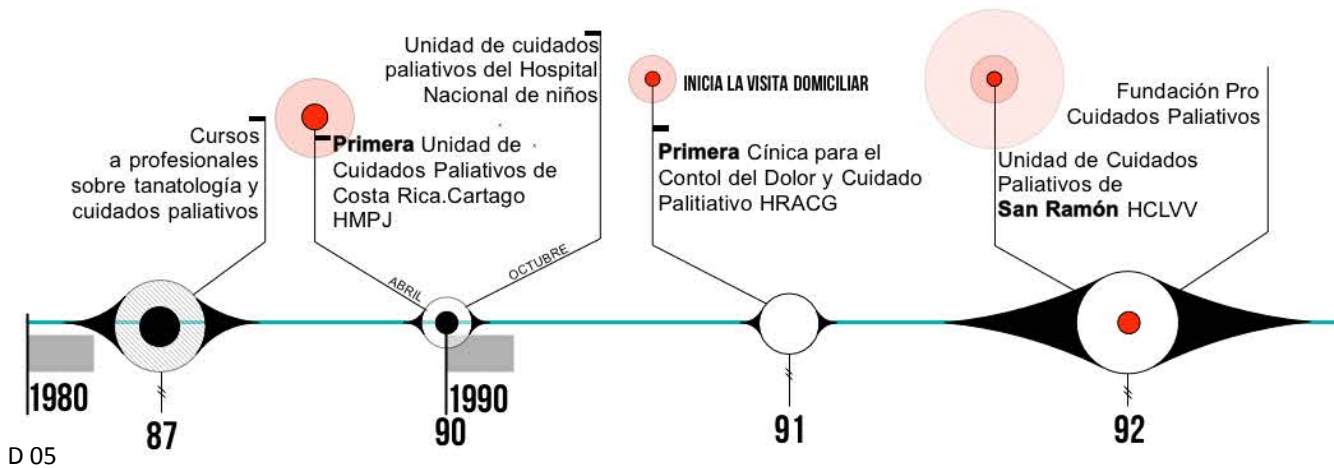 Cursos
a profesionales
sobre tanatología y
cuidados paliativos
Primera Unidad de
Cuidados Paliativos de
Costa Rica.Cartago
HMPJ
Unidad de cuidados
paliativos del Hospital
Nacional de niños
INICIA LA VISITA DOMICILIAR
Primera Cínica para el
Contol del Dolor y Cuidado
Palitiativo HRACG
Unidad de Cuidados
Paliativos de
San Ramón HCLVV
Fundación Pro
Cuidados Paliativos
ABRIL
OCTUBRE
1980
87
1990
90
91
92
D 05